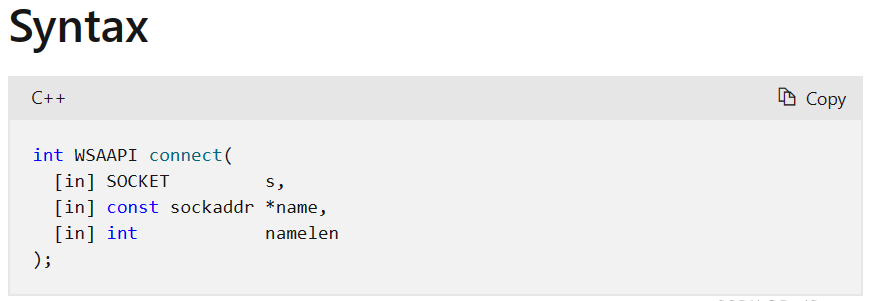 Syntax
C++ Copy
int WSAAPI connect(
  [in] SOCKET         s,
  [in] const sockaddr *name,
  [in] int            namelen
);